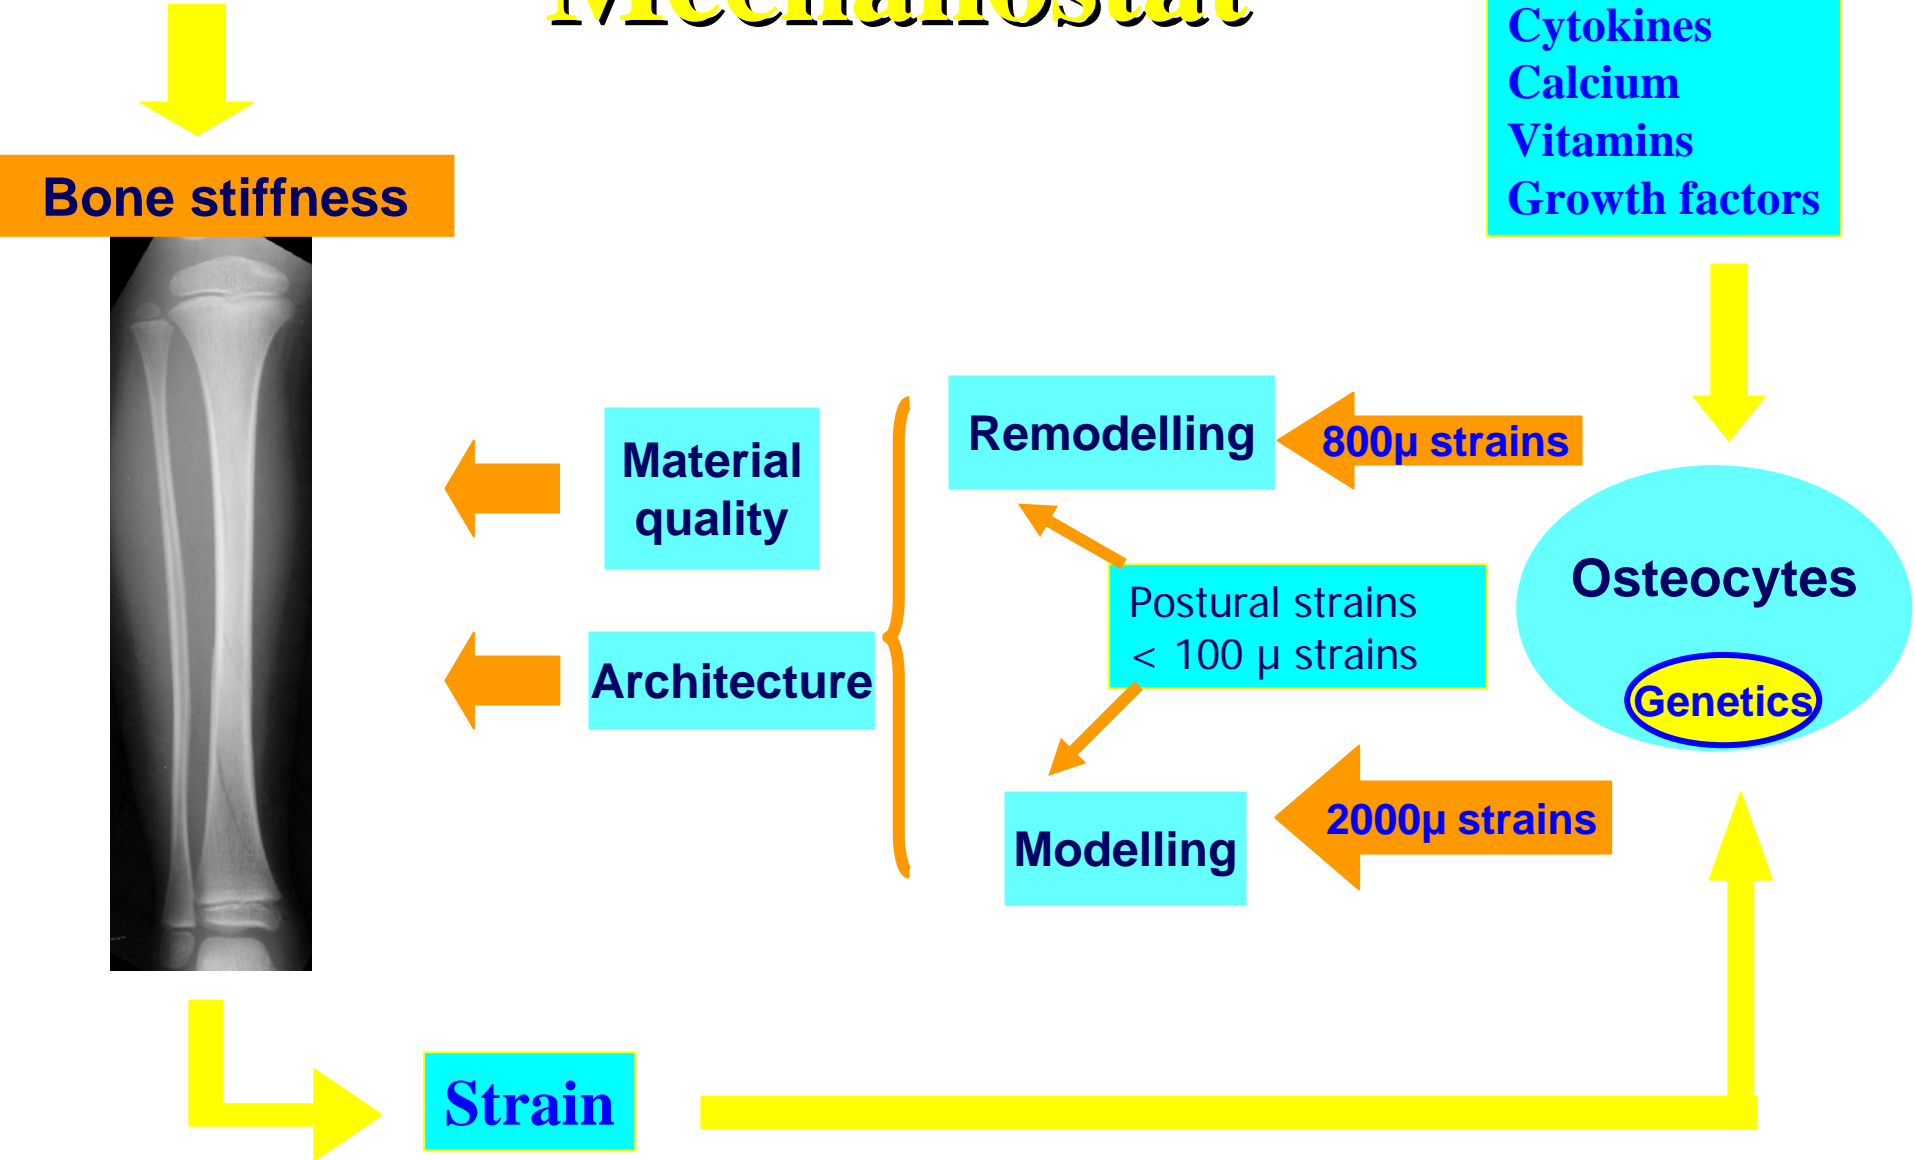 Mechanostat
Cytokines
Calcium
Vitamins
Growth factors
Bone stiffness
Remodelling
800µ strains
Material
quality
Postural strains
< 100 µ strains
Osteocytes
Architecture
Genetics
2000µ strains
Modelling
Strain